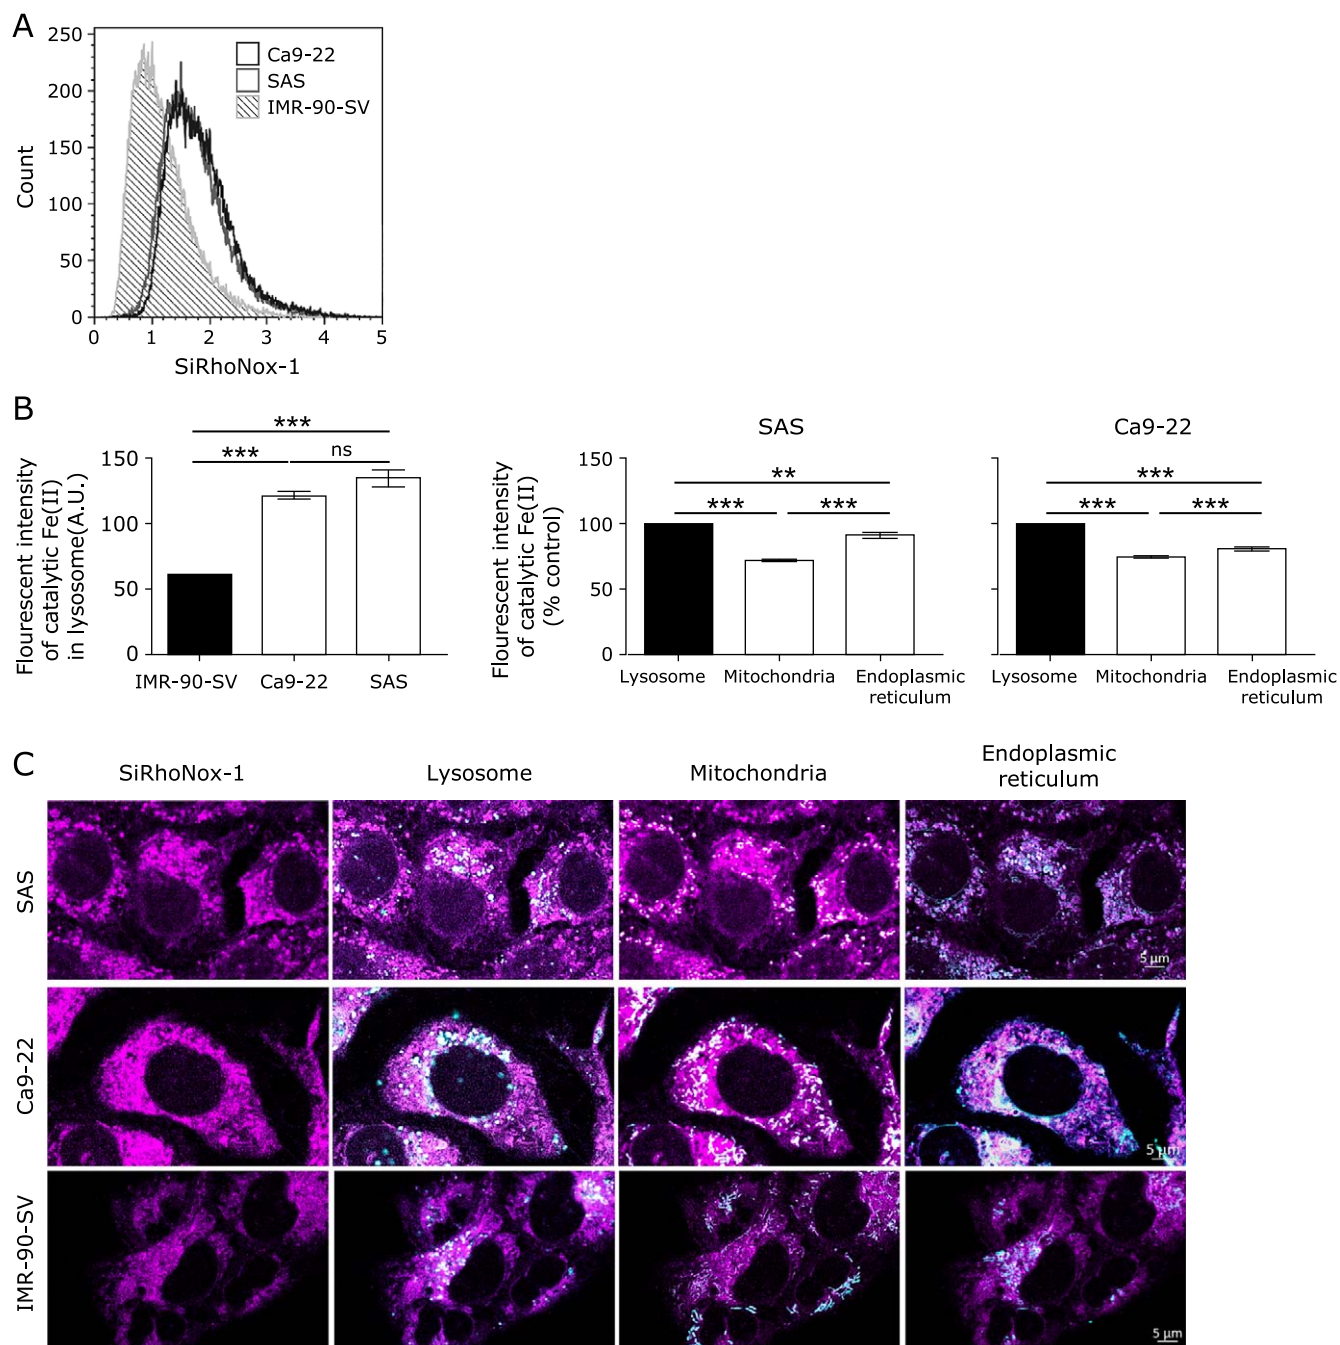 A
250
200
150
100
50
0
0 1 2 3 4 5
Count
SiRhoNox-1
Ca9-22
SAS
IMR-90-SV
B
Flourescent intensity
of catalytic Fe(II)
in lysosome(A.U.)
150
100
50
0
***
***
ns
IMR-90-SV Ca9-22 SAS
SAS
Flourescent intensity
of catalytic Fe(II)
(% control)
150
100
50
0
**
*** ***
Lysosome Mitochondria Endoplasmic
reticulum
Ca9-22
150
100
50
0
***
*** ***
Lysosome Mitochondria Endoplasmic
reticulum
C
SiRhoNox-1 Lysosome Mitochondria Endoplasmic
reticulum
SAS
5 µm
Ca9-22
5 µm
IMR-90-SV
5 µm